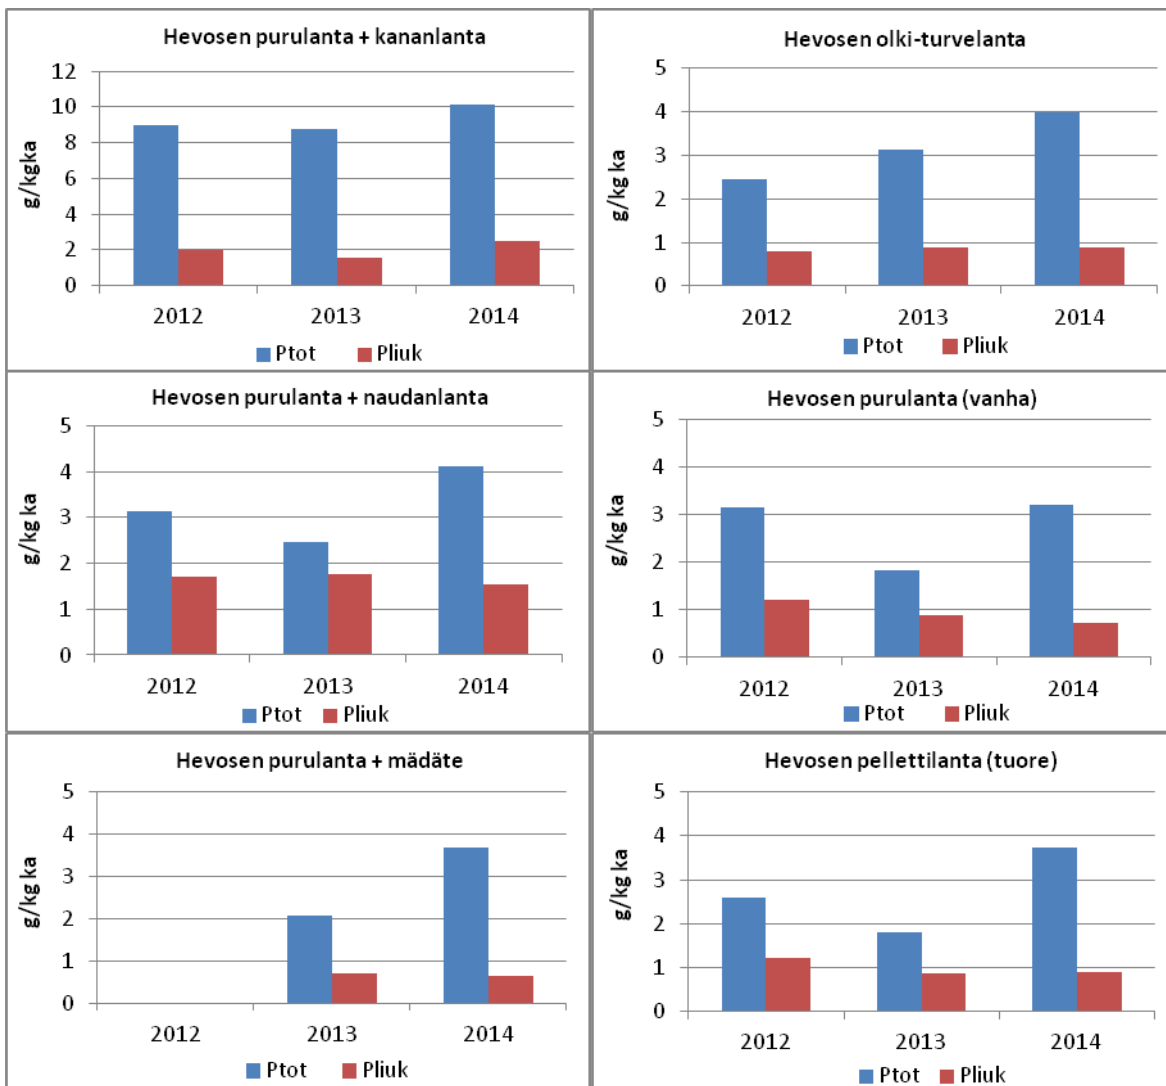 Hevosen purulanta + kananlanta
g/kgka
12
10
8
6
4
2
0
2012 2013 2014
Ptot Pliuk
Hevosen olki-turvelanta
g/kg ka
5
4
3
2
1
0
2012 2013 2014
Ptot Pliuk
Hevosen purulanta + naudanlanta
g/kg ka
5
4
3
2
1
0
2012 2013 2014
Ptot Pliuk
Hevosen purulanta (vanha)
g/kg ka
5
4
3
2
1
0
2012 2013 2014
Ptot Pliuk
Hevosen purulanta + mädäte
g/kg ka
5
4
3
2
1
0
2012 2013 2014
Ptot Pliuk
Hevosen pellettilanta (tuore)
g/kg ka
5
4
3
2
1
0
2012 2013 2014
Ptot Pliuk